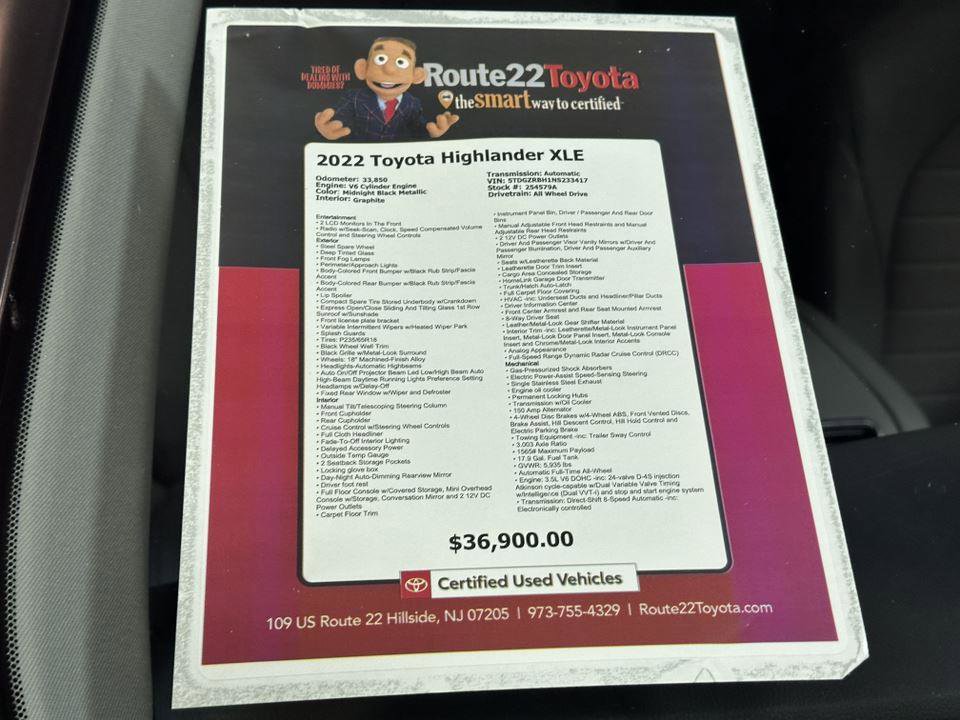 TIRED OF
DEALING WITH
DUMMIES?
Route22Toyota
the smart way to certified
2022 Toyota Highlander XLE
Odometer: 33,850
Engine: V6 Cylinder Engine
Color: Midnight Black Metallic
Interior: Graphite
Transmission: Automatic
VIN: 5TDGZRBH1NS233417
Stock #: 254579A
Drivetrain: All Wheel Drive
Entertainment
• 2 LCD Monitors In The Front
• Radio w/Seek-Scan, Clock, Speed Compensated Volume
Control and Steering Wheel Controls
Exterior
• Steel Spare Wheel
• Deep Tinted Glass
• Front Fog Lamps
• Perimeter/Approach Lights
• Body-Colored Front Bumper w/Black Rub Strip/Fascia
Accent
• Body-Colored Rear Bumper w/Black Rub Strip/Fascia
Accent
• Lip Spoiler
• Compact Spare Tire Stored Underbody w/Crankdown
• Express Open/Close Sliding And Tilting Glass 1st Row
Sunroof w/Sunshade
• Front license plate bracket
• Variable Intermittent Wipers w/Heated Wiper Park
• Splash Guards
• Tires: P235/65R18
• Black Wheel Well Trim
• Black Grille w/Metal-Look Surround
• Wheels: 18" Machined-Finish Alloy
• Headlights-Automatic Highbeams
• Auto On/Off Projector Beam Led Low/High Beam Auto
High-Beam Daytime Running Lights Preference Setting
Headlamps w/Delay-Off
• Fixed Rear Window w/Wiper and Defroster
Interior
• Manual Tilt/Telescoping Steering Column
• Front Cupholder
• Rear Cupholder
• Cruise Control w/Steering Wheel Controls
• Full Cloth Headliner
• Fade-To-Off Interior Lighting
• Delayed Accessory Power
• Outside Temp Gauge
• 2 Seatback Storage Pockets
• Locking glove box
• Day-Night Auto-Dimming Rearview Mirror
• Driver foot rest
• Full Floor Console w/Covered Storage, Mini Overhead
Console w/Storage, Conversation Mirror and 2 12V DC
Power Outlets
• Carpet Floor Trim
• Instrument Panel Bin, Driver / Passenger And Rear Door
Bins
• Manual Adjustable Front Head Restraints and Manual
Adjustable Rear Head Restraints
• 2 12V DC Power Outlets
• Driver And Passenger Visor Vanity Mirrors w/Driver And
Passenger Illumination, Driver And Passenger Auxiliary
Mirror
• Seats w/Leatherette Back Material
• Leatherette Door Trim Insert
• Cargo Area Concealed Storage
• HomeLink Garage Door Transmitter
• Trunk/Hatch Auto-Latch
• Full Carpet Floor Covering
• HVAC -inc: Underseat Ducts and Headliner/Pillar Ducts
• Driver Information Center
• Front Center Armrest and Rear Seat Mounted Armrest
• 8-Way Driver Seat
• Leather/Metal-Look Gear Shifter Material
• Interior Trim -inc: Leatherette/Metal-Look Instrument Panel
Insert, Metal-Look Door Panel Insert, Metal-Look Console
Insert and Chrome/Metal-Look Interior Accents
• Analog Appearance
• Full-Speed Range Dynamic Radar Cruise Control (DRCC)
Mechanical
• Gas-Pressurized Shock Absorbers
• Electric Power-Assist Speed-Sensing Steering
• Single Stainless Steel Exhaust
• Engine oil cooler
• Permanent Locking Hubs
• Transmission w/Oil Cooler
• 150 Amp Alternator
• 4-Wheel Disc Brakes w/4-Wheel ABS, Front Vented Discs,
Brake Assist, Hill Descent Control, Hill Hold Control and
Electric Parking Brake
• Towing Equipment -inc: Trailer Sway Control
• 3.003 Axle Ratio
• 1565# Maximum Payload
• 17.9 Gal. Fuel Tank
• GVWR: 5,935 lbs
• Automatic Full-Time All-Wheel
• Engine: 3.5L V6 DOHC -inc: 24-valve D-4S injection
Atkinson cycle-capable w/Dual Variable Valve Timing
w/Intelligence (Dual VVT-i) and stop and start engine system
• Transmission: Direct-Shift 8-Speed Automatic -inc:
Electronically controlled
$36,900.00
Certified Used Vehicles
109 US Route 22 Hillside, NJ 07205 | 973-755-4329 | Route22Toyota.com